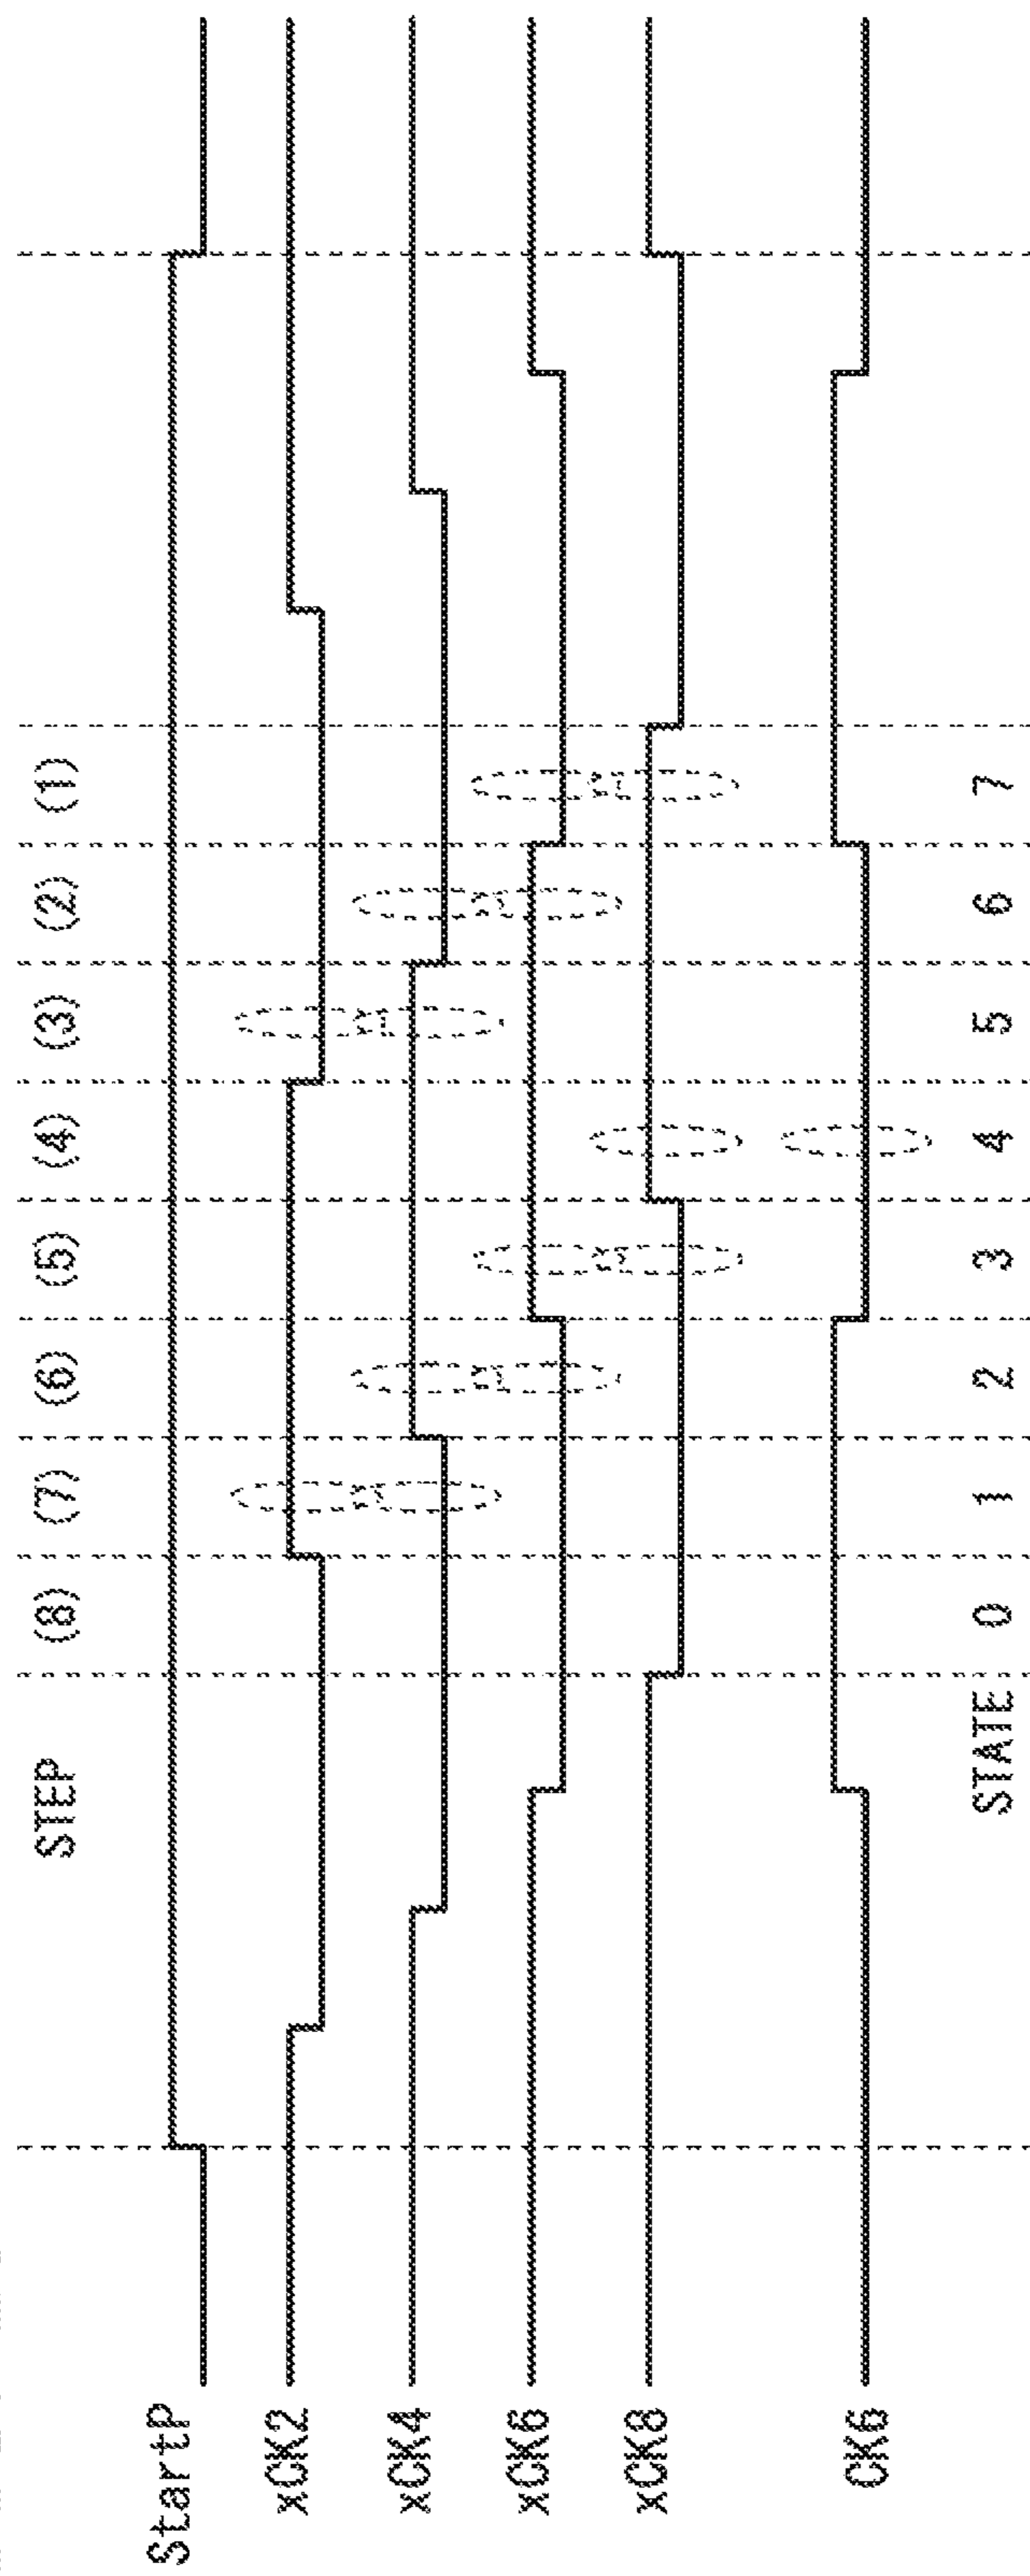 STEP (8) (7) (6) (5) (4) (3) (2) (1)
StartP
xCK2
xCK4
xCK6
xCK8
CK6
STATE 0 1 2 3 4 5 6 7